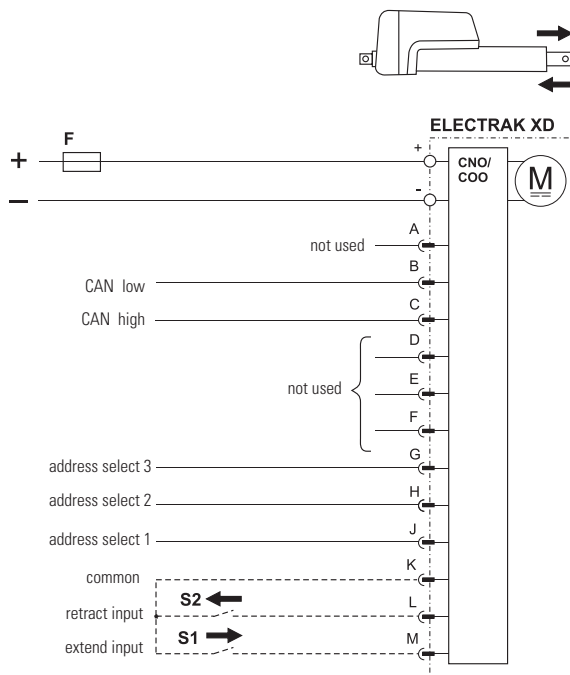 ELECTRAK XD
F
+
+
CNO/
COO
M
—
-
A
not used
B
CAN low
C
CAN high
D
E
not used
F
G
address select 3
H
address select 2
J
address select 1
K
common
S2
L
retract input
S1
M
extend input